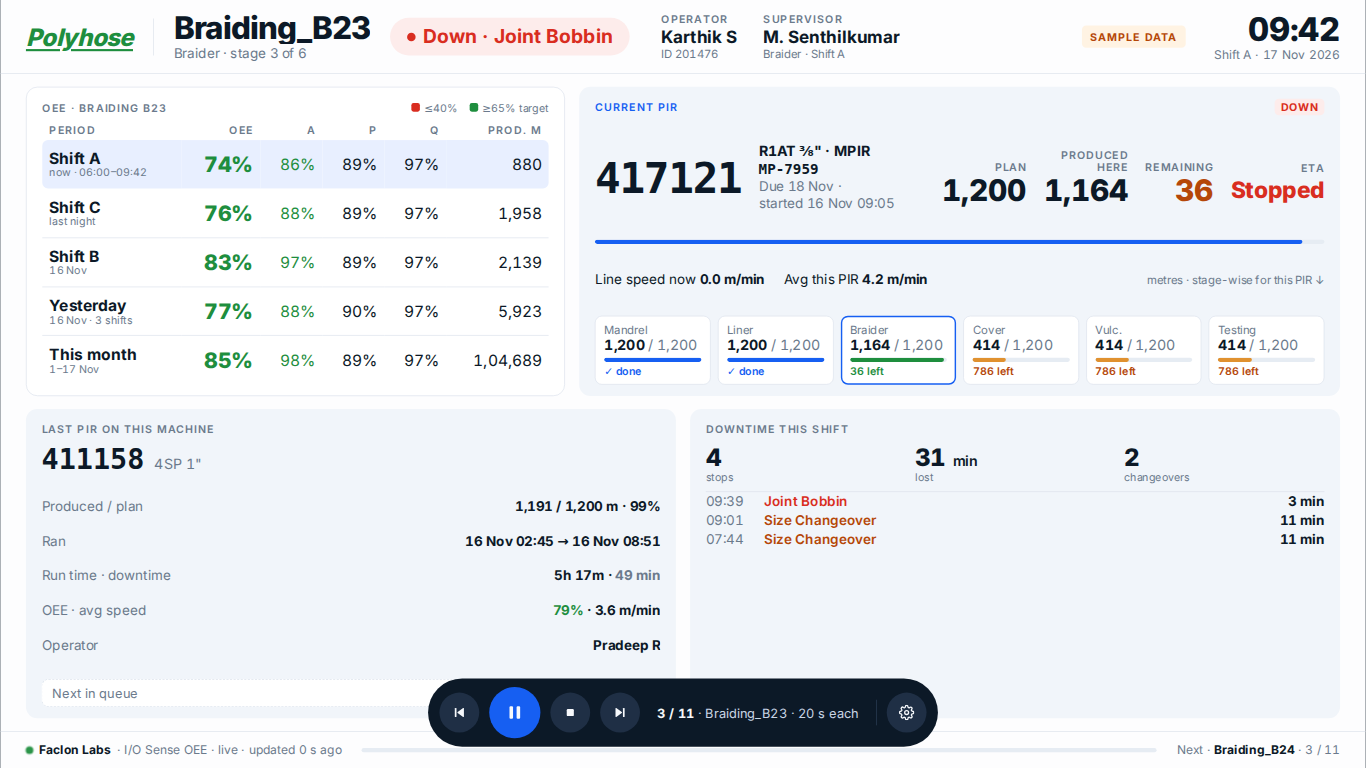 Polyhose
Braiding_B23
Braider · stage 3 of 6
Down · Joint Bobbin
OPERATOR
Karthik S
ID 201476
SUPERVISOR
M. Senthilkumar
Braider · Shift A
SAMPLE DATA
09:42
Shift A · 17 Nov 2026
OEE · BRAIDING B23
≤40% ≥65% target
PERIOD OEE A P Q PROD. M
Shift A 74% 86% 89% 97% 880
now · 06:00–09:42
Shift C 76% 88% 89% 97% 1,958
last night
Shift B 83% 97% 89% 97% 2,139
16 Nov
Yesterday 77% 88% 90% 97% 5,923
16 Nov · 3 shifts
This month 85% 98% 89% 97% 1,04,689
1–17 Nov
CURRENT PIR
DOWN
417121
R1AT ⅜" · MPIR
MP-7959
Due 18 Nov ·
started 16 Nov 09:05
PLAN
1,200
PRODUCED
HERE
1,164
REMAINING
36
ETA
Stopped
Line speed now 0.0 m/min Avg this PIR 4.2 m/min
metres · stage-wise for this PIR ↓
Mandrel
1,200 / 1,200
✓ done
Liner
1,200 / 1,200
✓ done
Braider
1,164 / 1,200
36 left
Cover
414 / 1,200
786 left
Vulc.
414 / 1,200
786 left
Testing
414 / 1,200
786 left
LAST PIR ON THIS MACHINE
411158 4SP 1"
Produced / plan 1,191 / 1,200 m · 99%
Ran 16 Nov 02:45 → 16 Nov 08:51
Run time · downtime 5h 17m · 49 min
OEE · avg speed 79% · 3.6 m/min
Operator Pradeep R
Next in queue
DOWNTIME THIS SHIFT
4
stops
31 min
lost
2
changeovers
09:39 Joint Bobbin 3 min
09:01 Size Changeover 11 min
07:44 Size Changeover 11 min
3 / 11 · Braiding_B23 · 20 s each
Faclon Labs · I/O Sense OEE · live · updated 0 s ago
Next · Braiding_B24 · 3 / 11